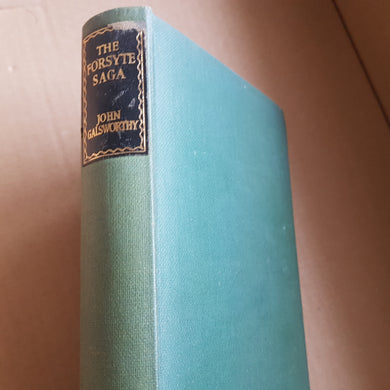 THE
FORSYTE
SAGA
JOHN
GALSWORTHY